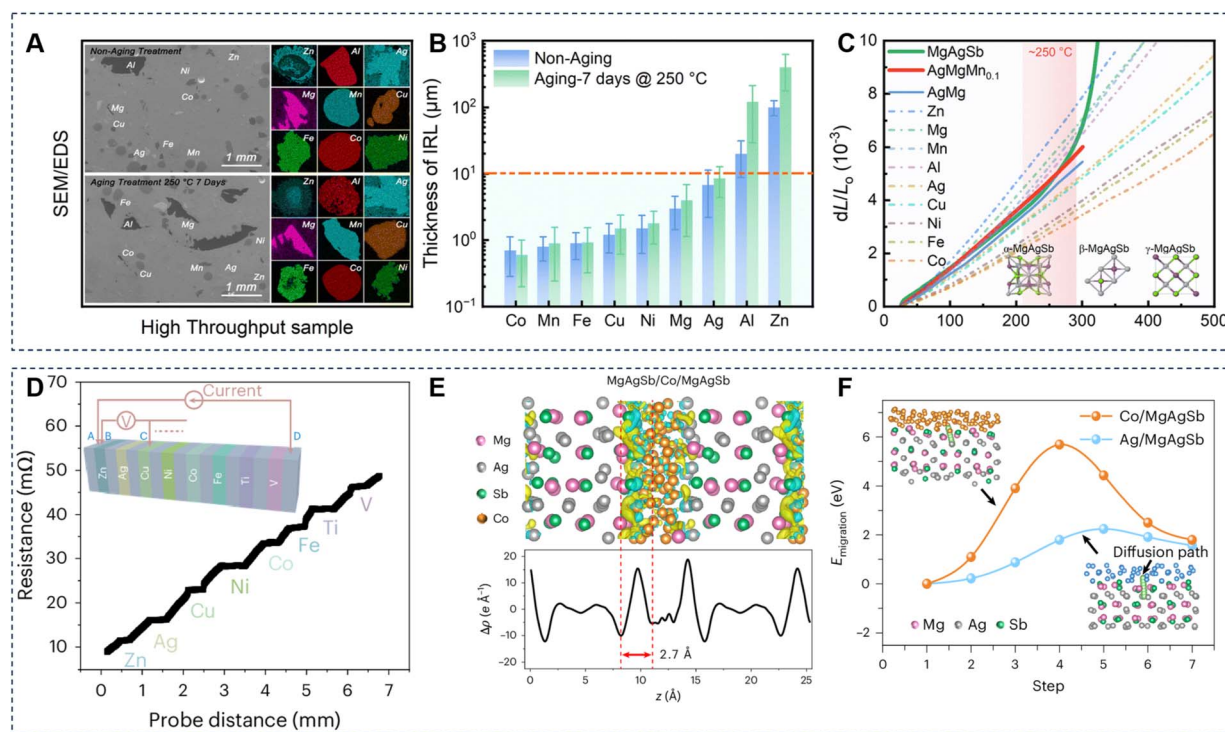 A
SEM/EDS
Non-Aging Treatment
Al
Ni
Zn
Co
Mg
Cu
Fe
Ag
Mn
1 mm
Zn
Al
Ag
Mg
Mn
Cu
Fe
Co
Ni
Aging Treatment 250 °C 7 Days
Fe
Al
Mg
Ni
Co
Cu
Mn
Ag
Zn
1 mm
Zn
Al
Ag
Mg
Mn
Cu
Fe
Co
Ni
High Throughput sample
B
Thickness of IRL (μm)
10³
10²
10¹
10⁰
10⁻¹
Non-Aging
Aging-7 days @ 250 °C
Co Mn Fe Cu Ni Mg Ag Al Zn
C
dL/Lo (10⁻³)
10
8
6
4
2
0
~250 °C
MgAgSb
AgMgMn0.1
AgMg
Zn
Mg
Mn
Al
Ag
Cu
Ni
Fe
Co
α-MgAgSb
β-MgAgSb
γ-MgAgSb
0 100 200 300 400 500
D
Resistance (mΩ)
70
60
50
40
30
20
10
Current
V
A B C D
Zn Ag Cu Ni Co Fe Ti V
Zn
Ag
Cu
Ni
Co
Fe
Ti
V
0 1 2 3 4 5 6 7
Probe distance (mm)
E
MgAgSb/Co/MgAgSb
Mg
Ag
Sb
Co
Δρ (e Å⁻¹)
20
10
0
−10
−20
2.7 Å
0 5 10 15 20 25
z (Å)
F
Emigration (eV)
6
4
2
0
−2
Co/MgAgSb
Ag/MgAgSb
Diffusion path
Mg Ag Sb
1 2 3 4 5 6 7
Step